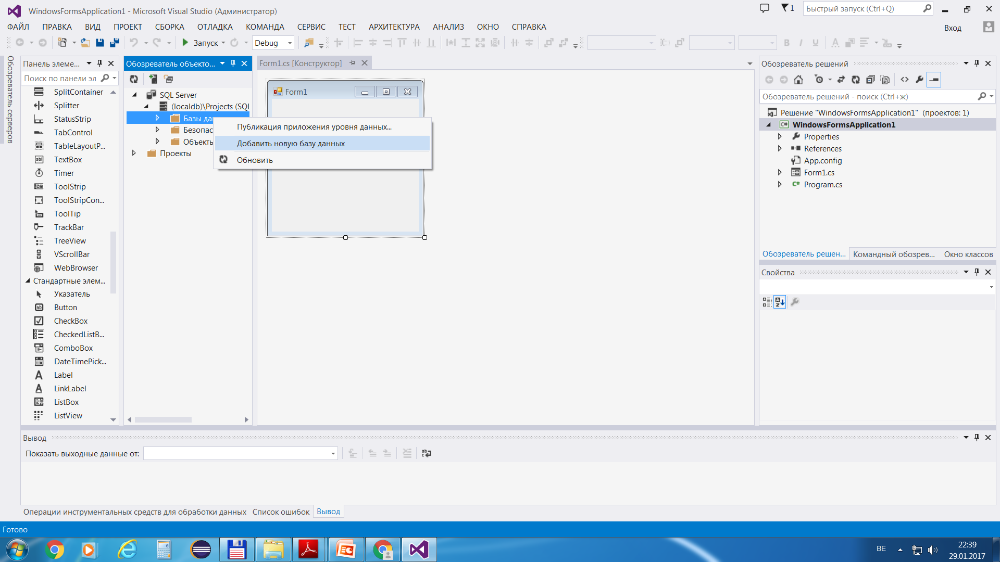 WindowsFormsApplication1 - Microsoft Visual Studio (Администратор)
1
Быстрый запуск (Ctrl+Q)
ФАЙЛ ПРАВКА ВИД ПРОЕКТ СБОРКА ОТЛАДКА КОМАНДА СЕРВИС ТЕСТ АРХИТЕКТУРА АНАЛИЗ ОКНО СПРАВКА
Вход
Запуск
Debug
Обозреватель серверов
Панель элеме...
Поиск по панели эл
SplitContainer
Splitter
StatusStrip
TabControl
TableLayoutP...
TextBox
Timer
ToolStrip
ToolStripCon...
ToolTip
TrackBar
TreeView
VScrollBar
WebBrowser
Стандартные элем...
Указатель
Button
CheckBox
CheckedListB...
ComboBox
DateTimePick...
Label
LinkLabel
ListBox
ListView
Обозреватель объекто...
SQL Server
(localdb)\Projects (SQL
Базы да
Безопас
Объекты
Проекты
Публикация приложения уровня данных...
Добавить новую базу данных
Обновить
Form1.cs [Конструктор]
Form1
Обозреватель решений
Обозреватель решений - поиск (Ctrl+ж)
Решение "WindowsFormsApplication1" (проектов: 1)
WindowsFormsApplication1
Properties
References
App.config
Form1.cs
Program.cs
Обозреватель решен... Командный обозрев... Окно классов
Свойства
Вывод
Показать выходные данные от:
Операции инструментальных средств для обработки данных Список ошибок Вывод
Готово
BE
22:39
29.01.2017